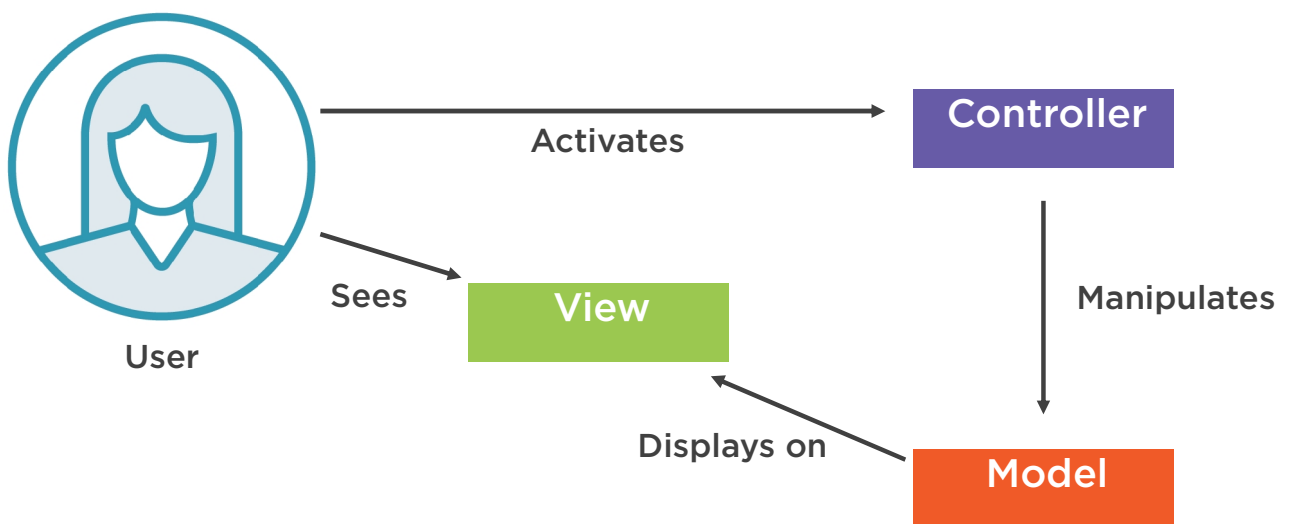 Controller
Activates
Sees
View
Manipulates
User
Displays on
Model